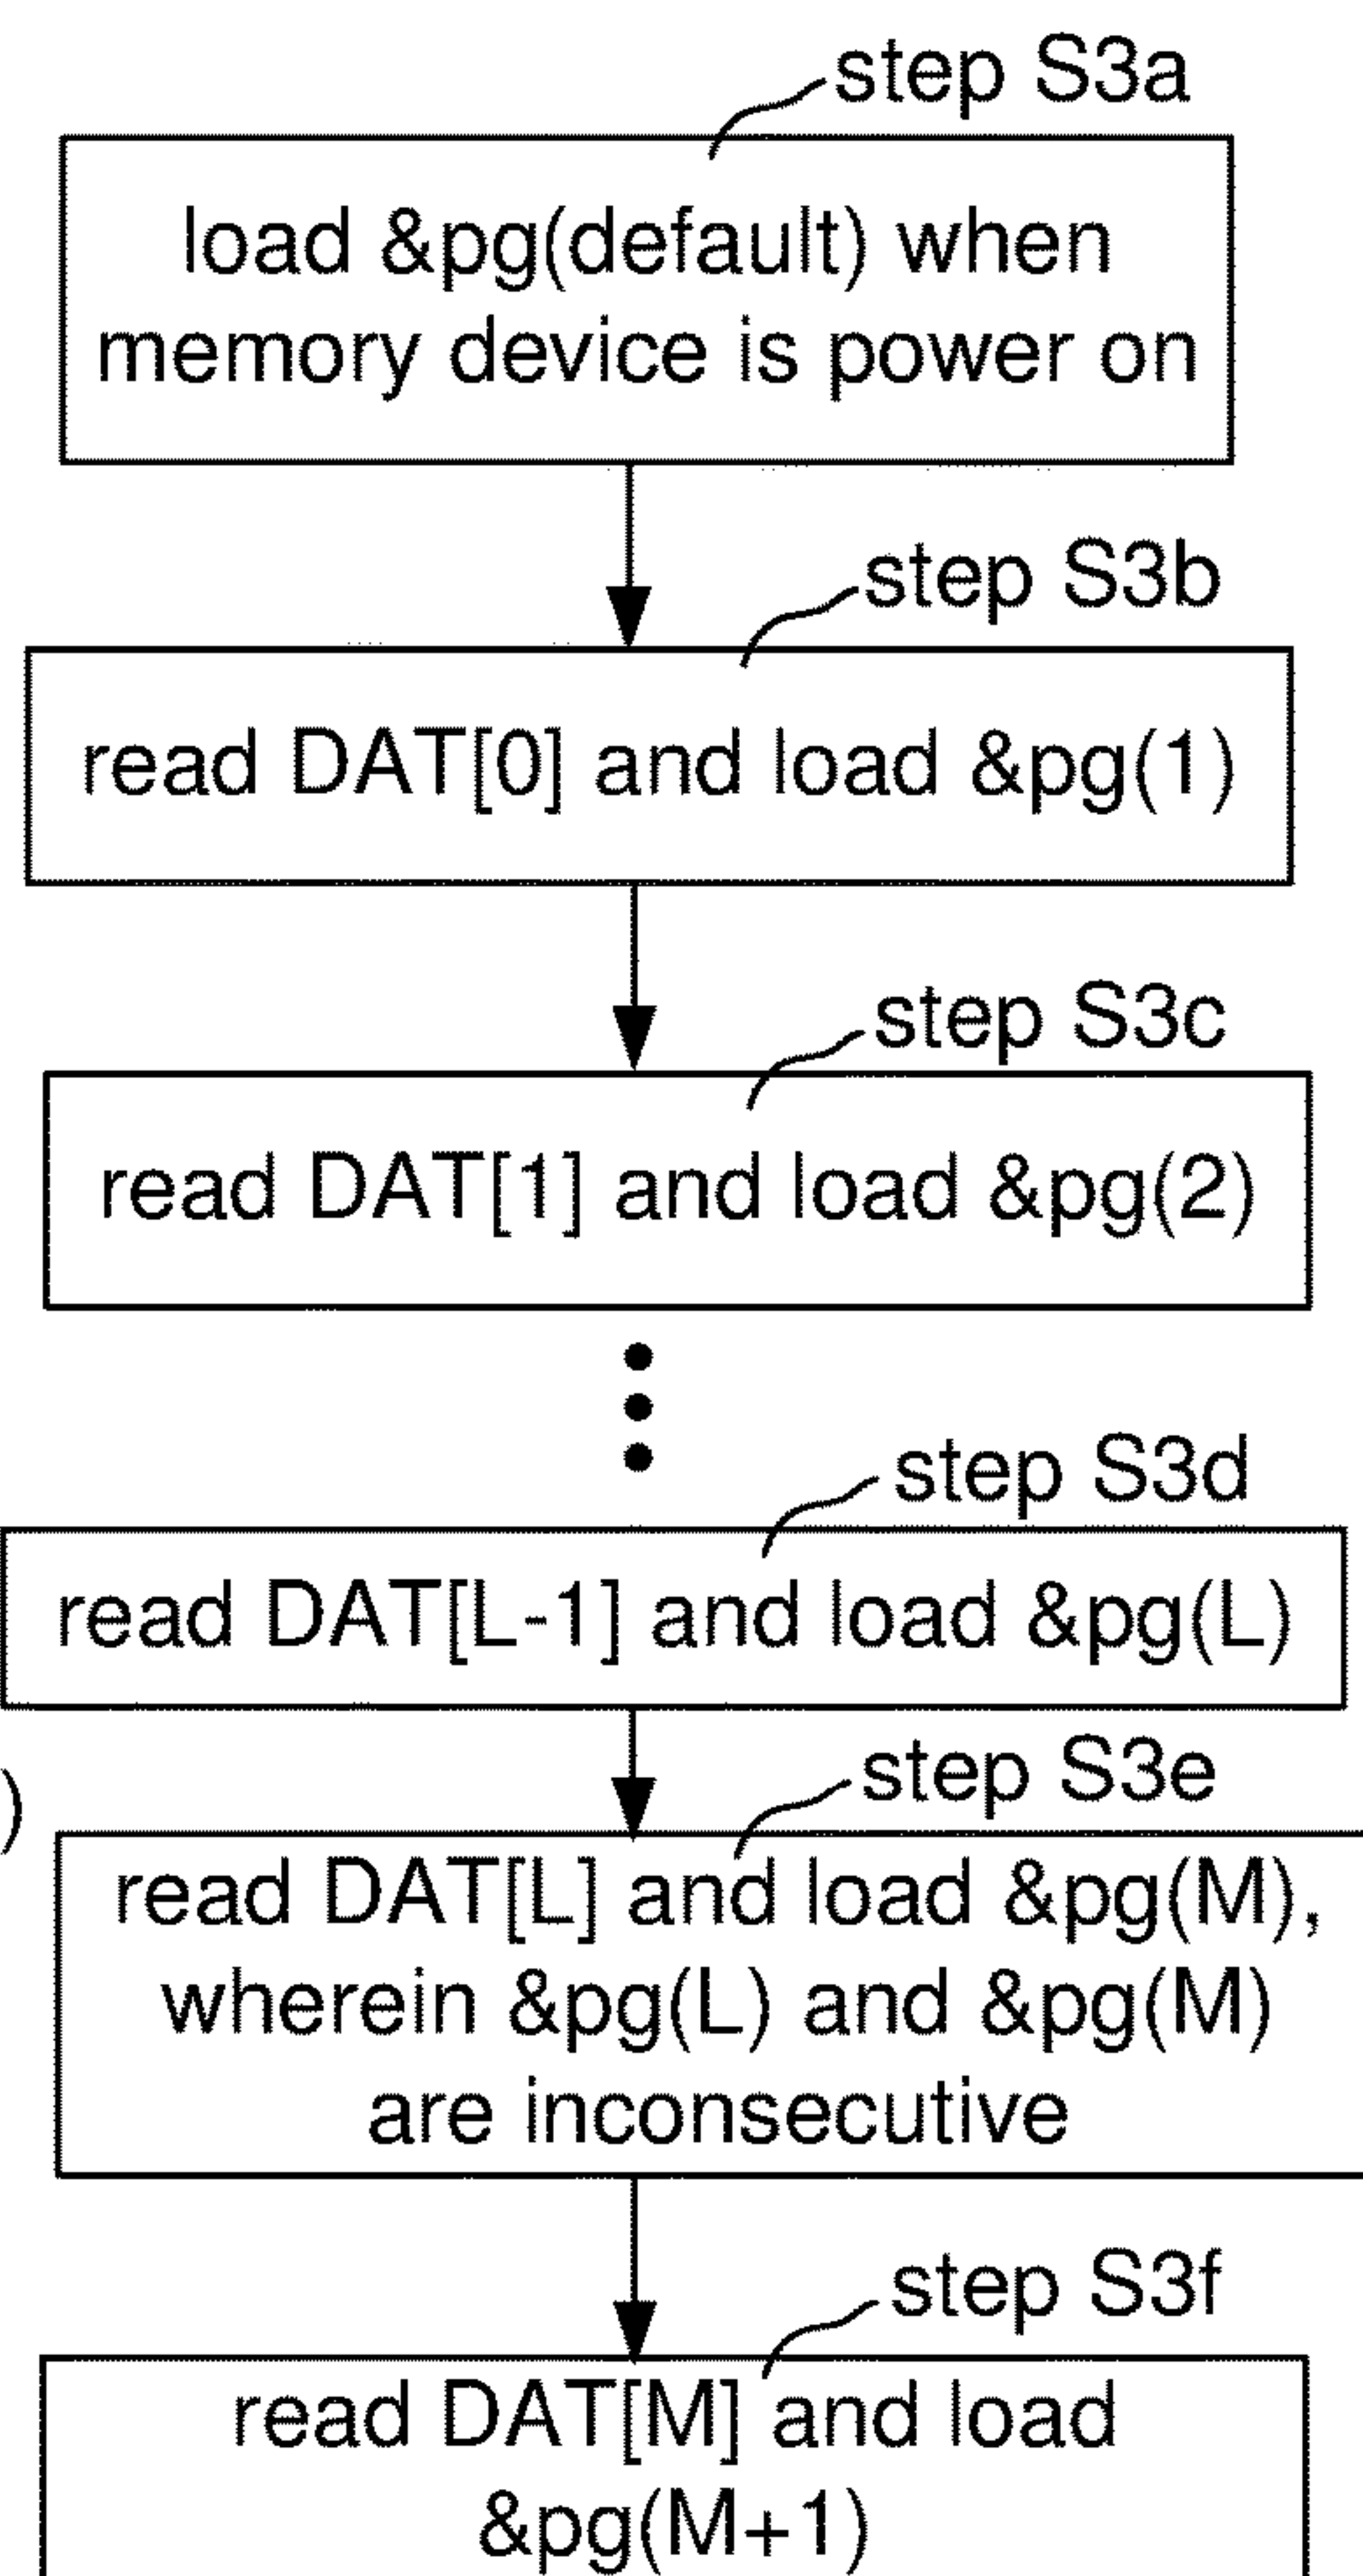 step S3a
load &pg(default) when
memory device is power on
step S3b
read DAT[0] and load &pg(1)
step S3c
read DAT[1] and load &pg(2)
step S3d
read DAT[L-1] and load &pg(L)
step S3e
)
read DAT[L] and load &pg(M),
wherein &pg(L) and &pg(M)
are inconsecutive
step S3f
read DAT[M] and load
&pg(M+1)